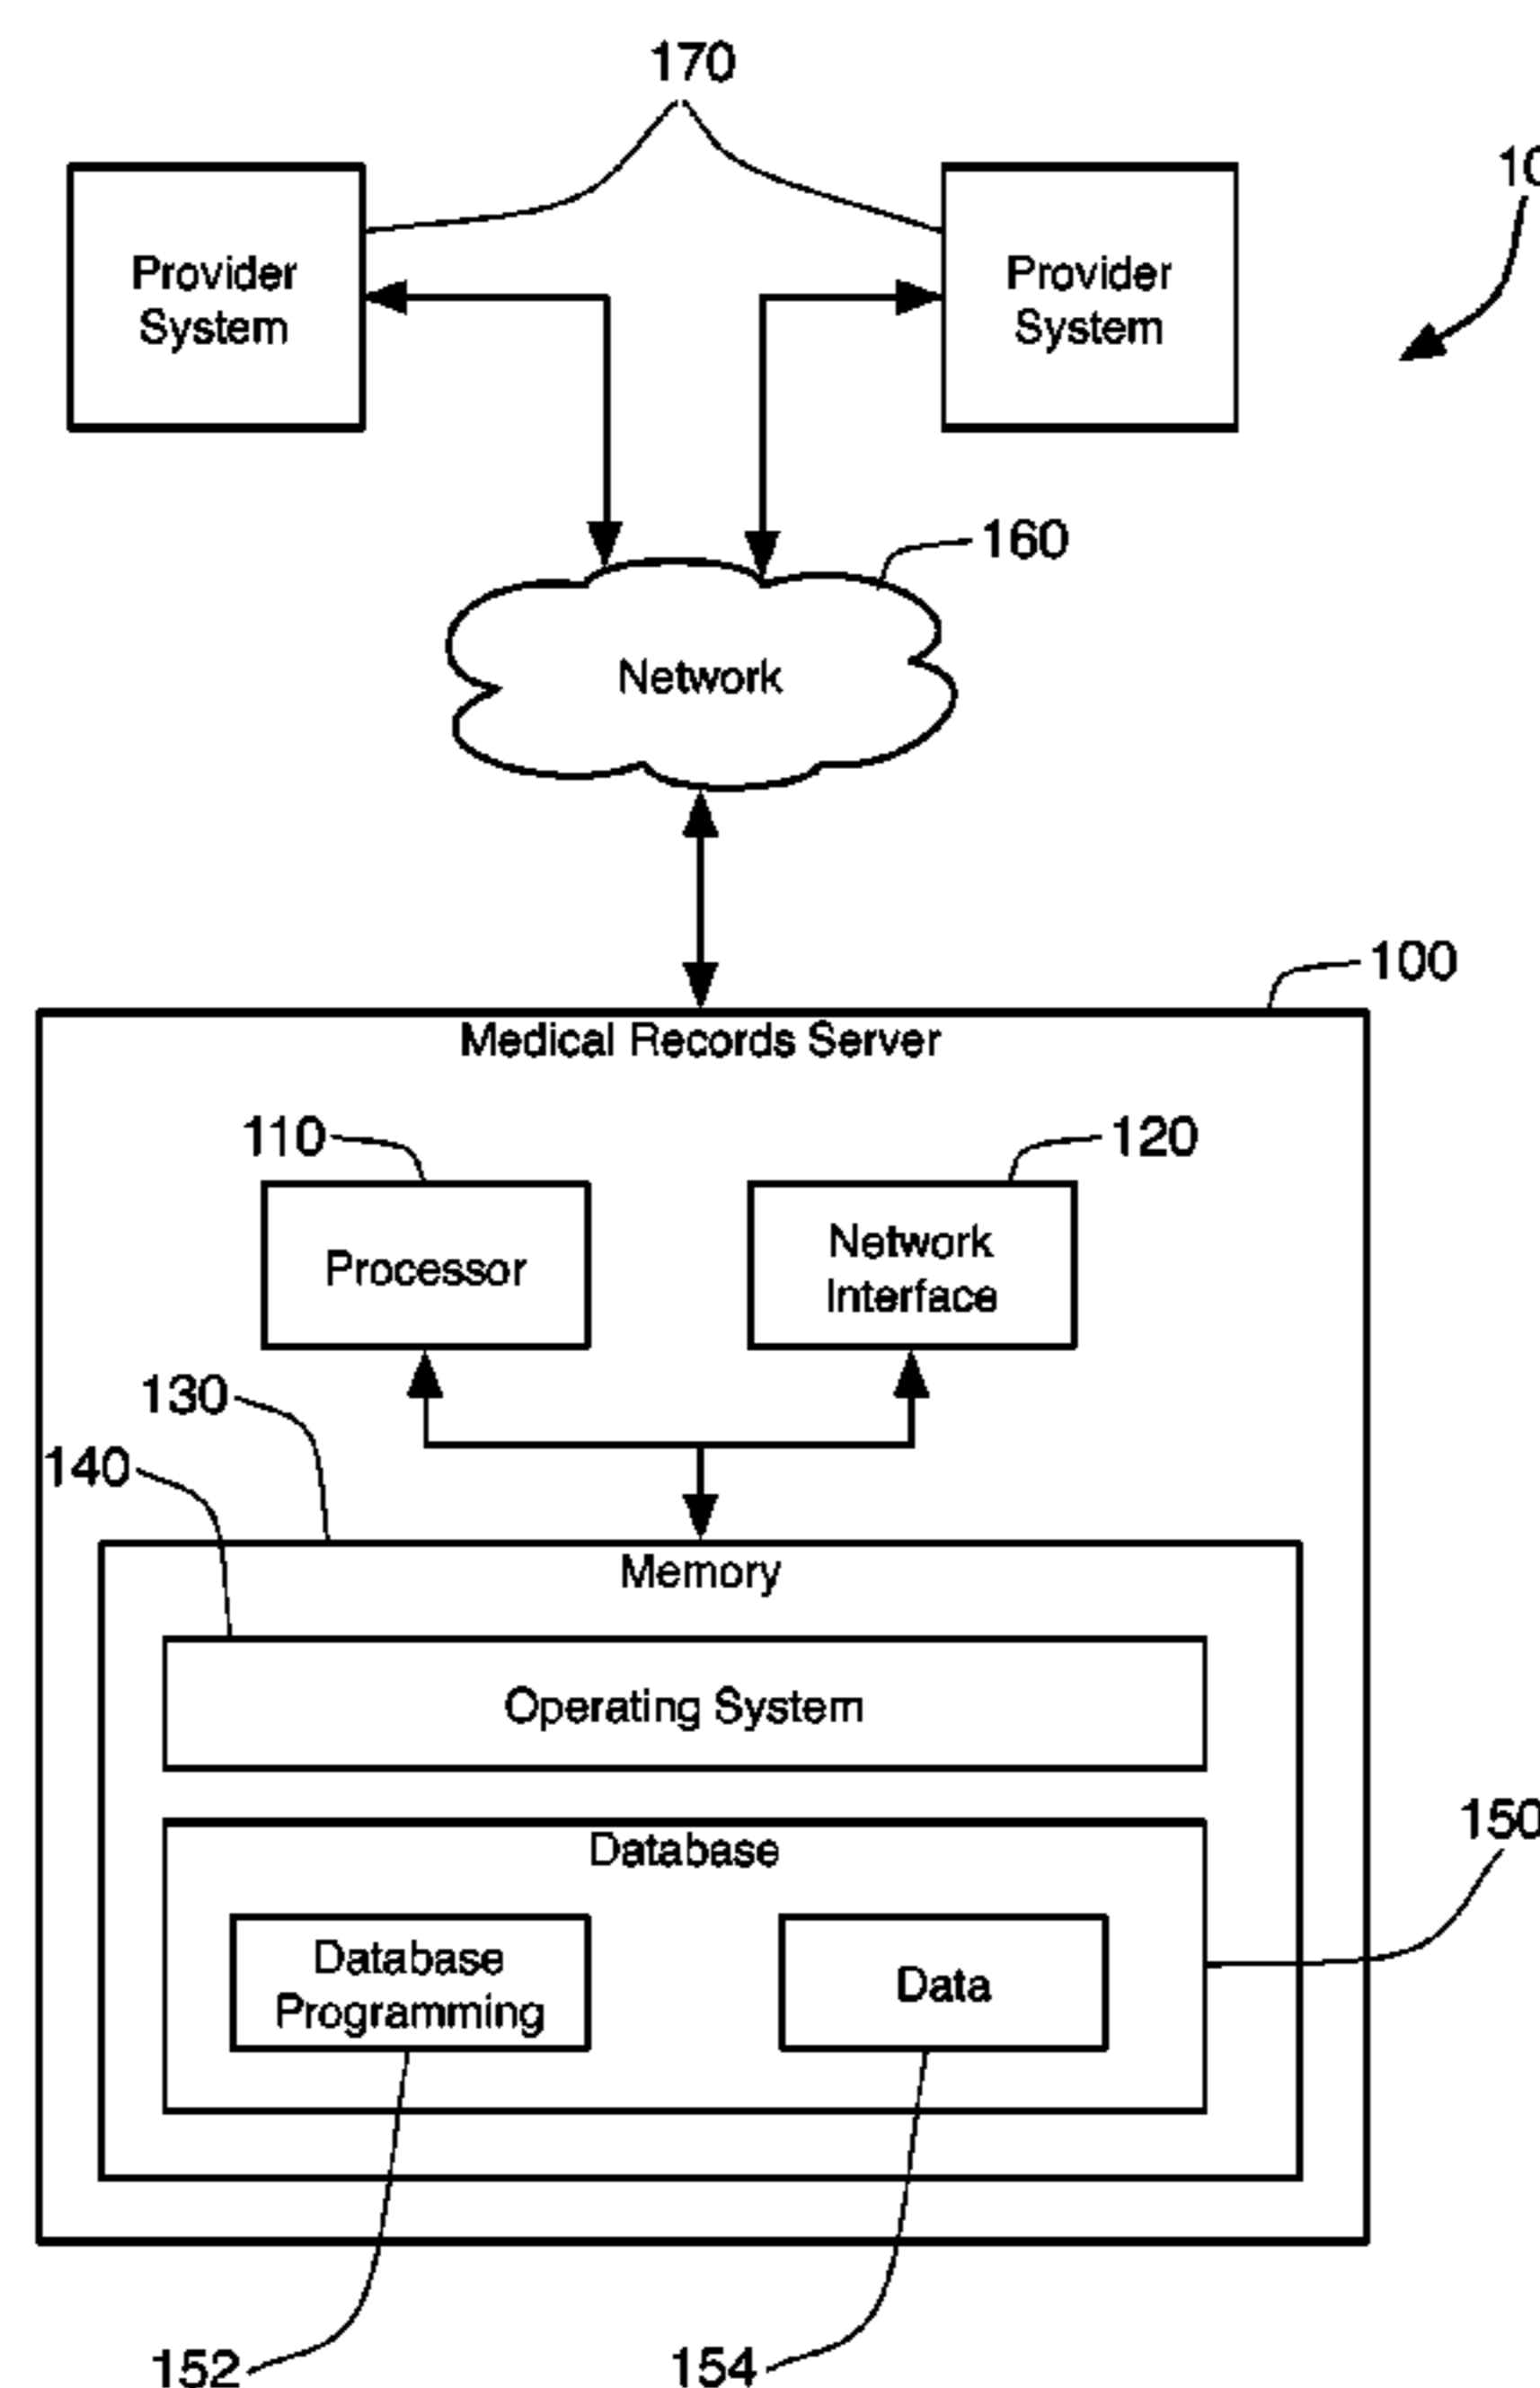 170
10
Provider
System
Provider
System
160
Network
100
Medical Records Server
110
120
Processor
Network
Interface
130
140
Memory
Operating System
150
Database
Database
Programming
Data
152
154